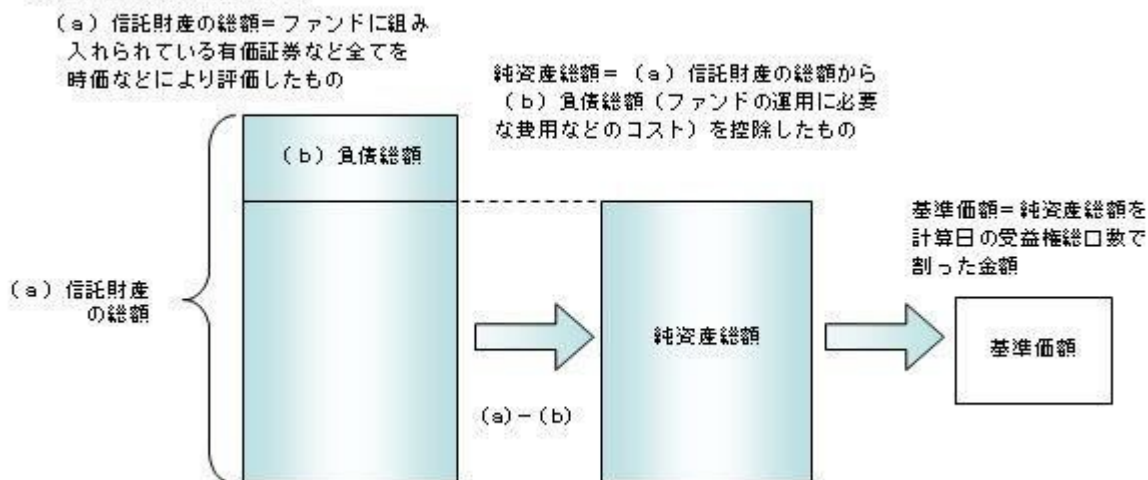 (a)信託財産の総額=ファンドに組み
入れられている有価証券など全てを
時価などにより評価したもの
純資産総額=(a)信託財産の総額から
(b)負債総額(ファンドの運用に必要
な費用などのコスト)を控除したもの
(b)負債総額
基準価額=純資産総額を
計算日の受益権総口数で
割った金額
(a)信託財産
の総額
純資産総額
基準価額
(a)-(b)